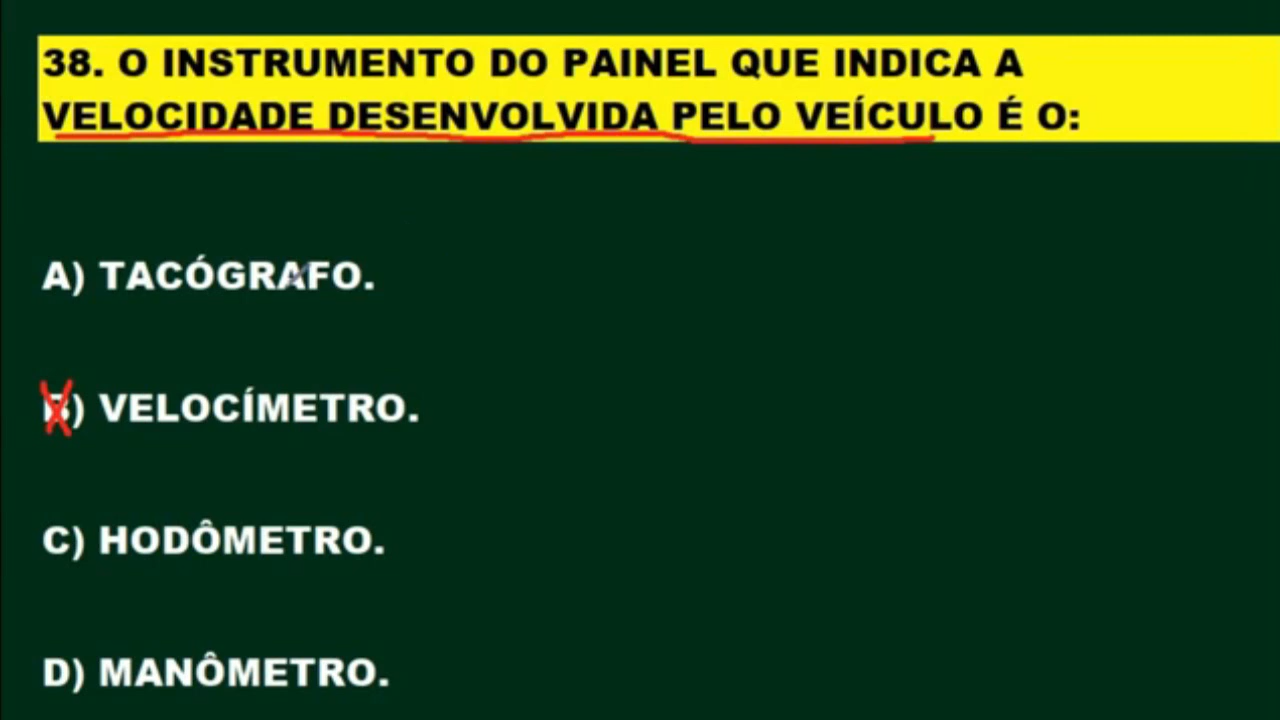 38. O INSTRUMENTO DO PAINEL QUE INDICA A
VELOCIDADE DESENVOLVIDA PELO VEÍCULO É O:
A) TACÓGRAFO.
B) VELOCÍMETRO.
C) HODÔMETRO.
D) MANÔMETRO.